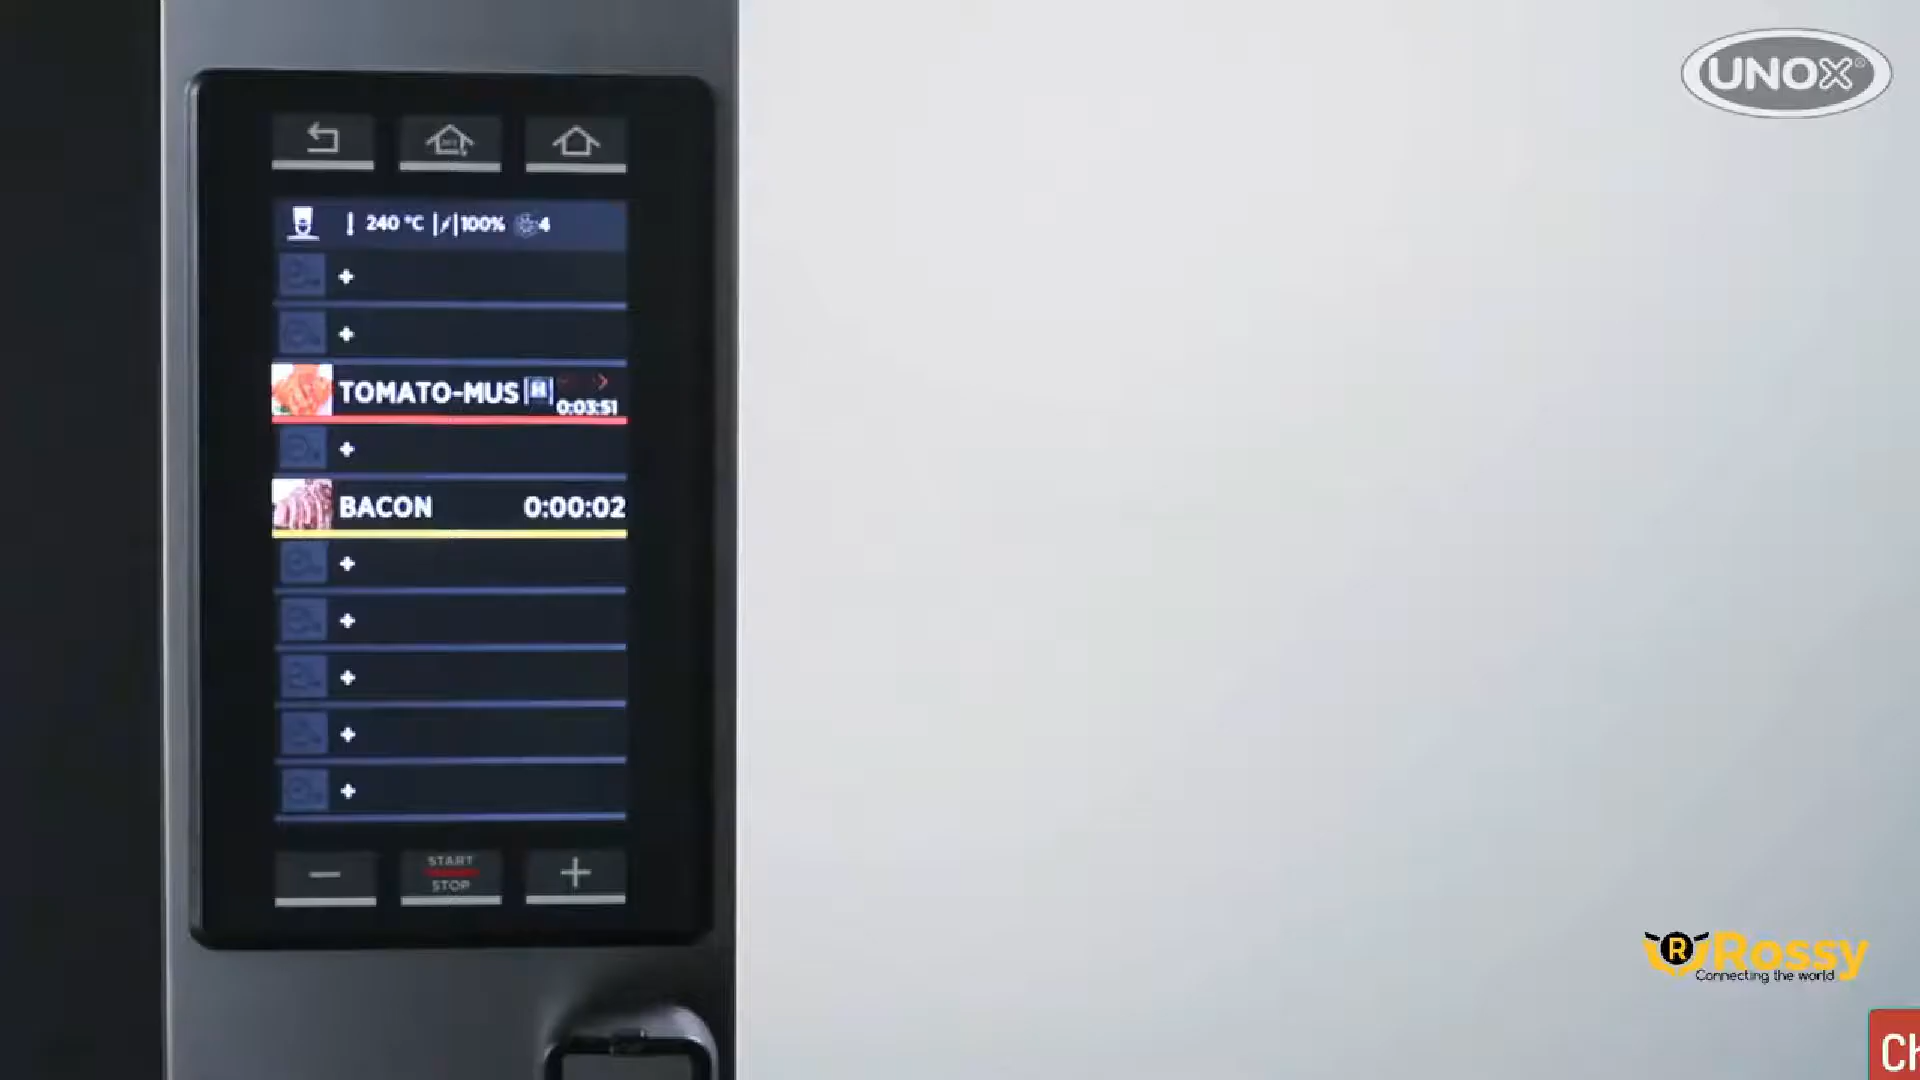 UNOX®
240 °C 100% 4
+
+
TOMATO-MUS 0:03:51
+
BACON 0:00:02
+
+
+
+
+
START
STOP
Rossy
Connecting the world
Ch